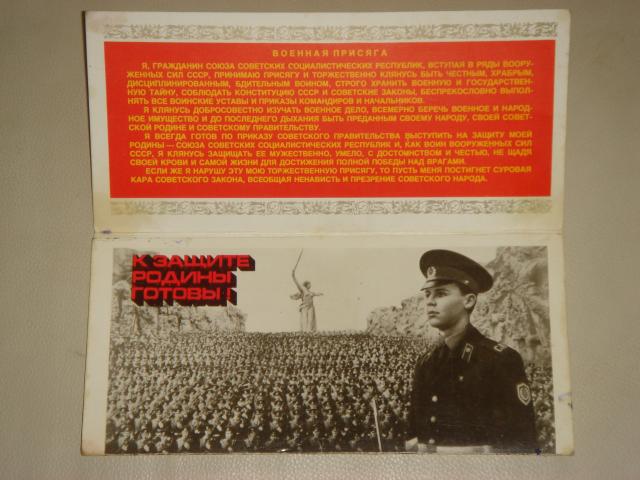 ВОЕННАЯ ПРИСЯГА
Я, ГРАЖДАНИН СОЮЗА СОВЕТСКИХ СОЦИАЛИСТИЧЕСКИХ РЕСПУБЛИК, ВСТУПАЯ В РЯДЫ ВООРУ-
ЖЕННЫХ СИЛ СССР, ПРИНИМАЮ ПРИСЯГУ И ТОРЖЕСТВЕННО КЛЯНУСЬ БЫТЬ ЧЕСТНЫМ, ХРАБРЫМ,
ДИСЦИПЛИНИРОВАННЫМ, БДИТЕЛЬНЫМ ВОИНОМ, СТРОГО ХРАНИТЬ ВОЕННУЮ И ГОСУДАРСТВЕН-
НУЮ ТАЙНУ, СОБЛЮДАТЬ КОНСТИТУЦИЮ СССР И СОВЕТСКИЕ ЗАКОНЫ, БЕСПРЕКОСЛОВНО ВЫПОЛ-
НЯТЬ ВСЕ ВОИНСКИЕ УСТАВЫ И ПРИКАЗЫ КОМАНДИРОВ И НАЧАЛЬНИКОВ.
Я КЛЯНУСЬ ДОБРОСОВЕСТНО ИЗУЧАТЬ ВОЕННОЕ ДЕЛО, ВСЕМЕРНО БЕРЕЧЬ ВОЕННОЕ И НАРОД-
НОЕ ИМУЩЕСТВО И ДО ПОСЛЕДНЕГО ДЫХАНИЯ БЫТЬ ПРЕДАННЫМ СВОЕМУ НАРОДУ, СВОЕЙ СОВЕТ-
СКОЙ РОДИНЕ И СОВЕТСКОМУ ПРАВИТЕЛЬСТВУ.
Я ВСЕГДА ГОТОВ ПО ПРИКАЗУ СОВЕТСКОГО ПРАВИТЕЛЬСТВА ВЫСТУПИТЬ НА ЗАЩИТУ МОЕЙ
РОДИНЫ — СОЮЗА СОВЕТСКИХ СОЦИАЛИСТИЧЕСКИХ РЕСПУБЛИК И, КАК ВОИН ВООРУЖЕННЫХ СИЛ
СССР, Я КЛЯНУСЬ ЗАЩИЩАТЬ ЕЕ МУЖЕСТВЕННО, УМЕЛО, С ДОСТОИНСТВОМ И ЧЕСТЬЮ, НЕ ЩАДЯ
СВОЕЙ КРОВИ И САМОЙ ЖИЗНИ ДЛЯ ДОСТИЖЕНИЯ ПОЛНОЙ ПОБЕДЫ НАД ВРАГАМИ.
ЕСЛИ ЖЕ Я НАРУШУ ЭТУ МОЮ ТОРЖЕСТВЕННУЮ ПРИСЯГУ, ТО ПУСТЬ МЕНЯ ПОСТИГНЕТ СУРОВАЯ
КАРА СОВЕТСКОГО ЗАКОНА, ВСЕОБЩАЯ НЕНАВИСТЬ И ПРЕЗРЕНИЕ СОВЕТСКОГО НАРОДА.
К ЗАЩИТЕ
РОДИНЫ
ГОТОВЫ!